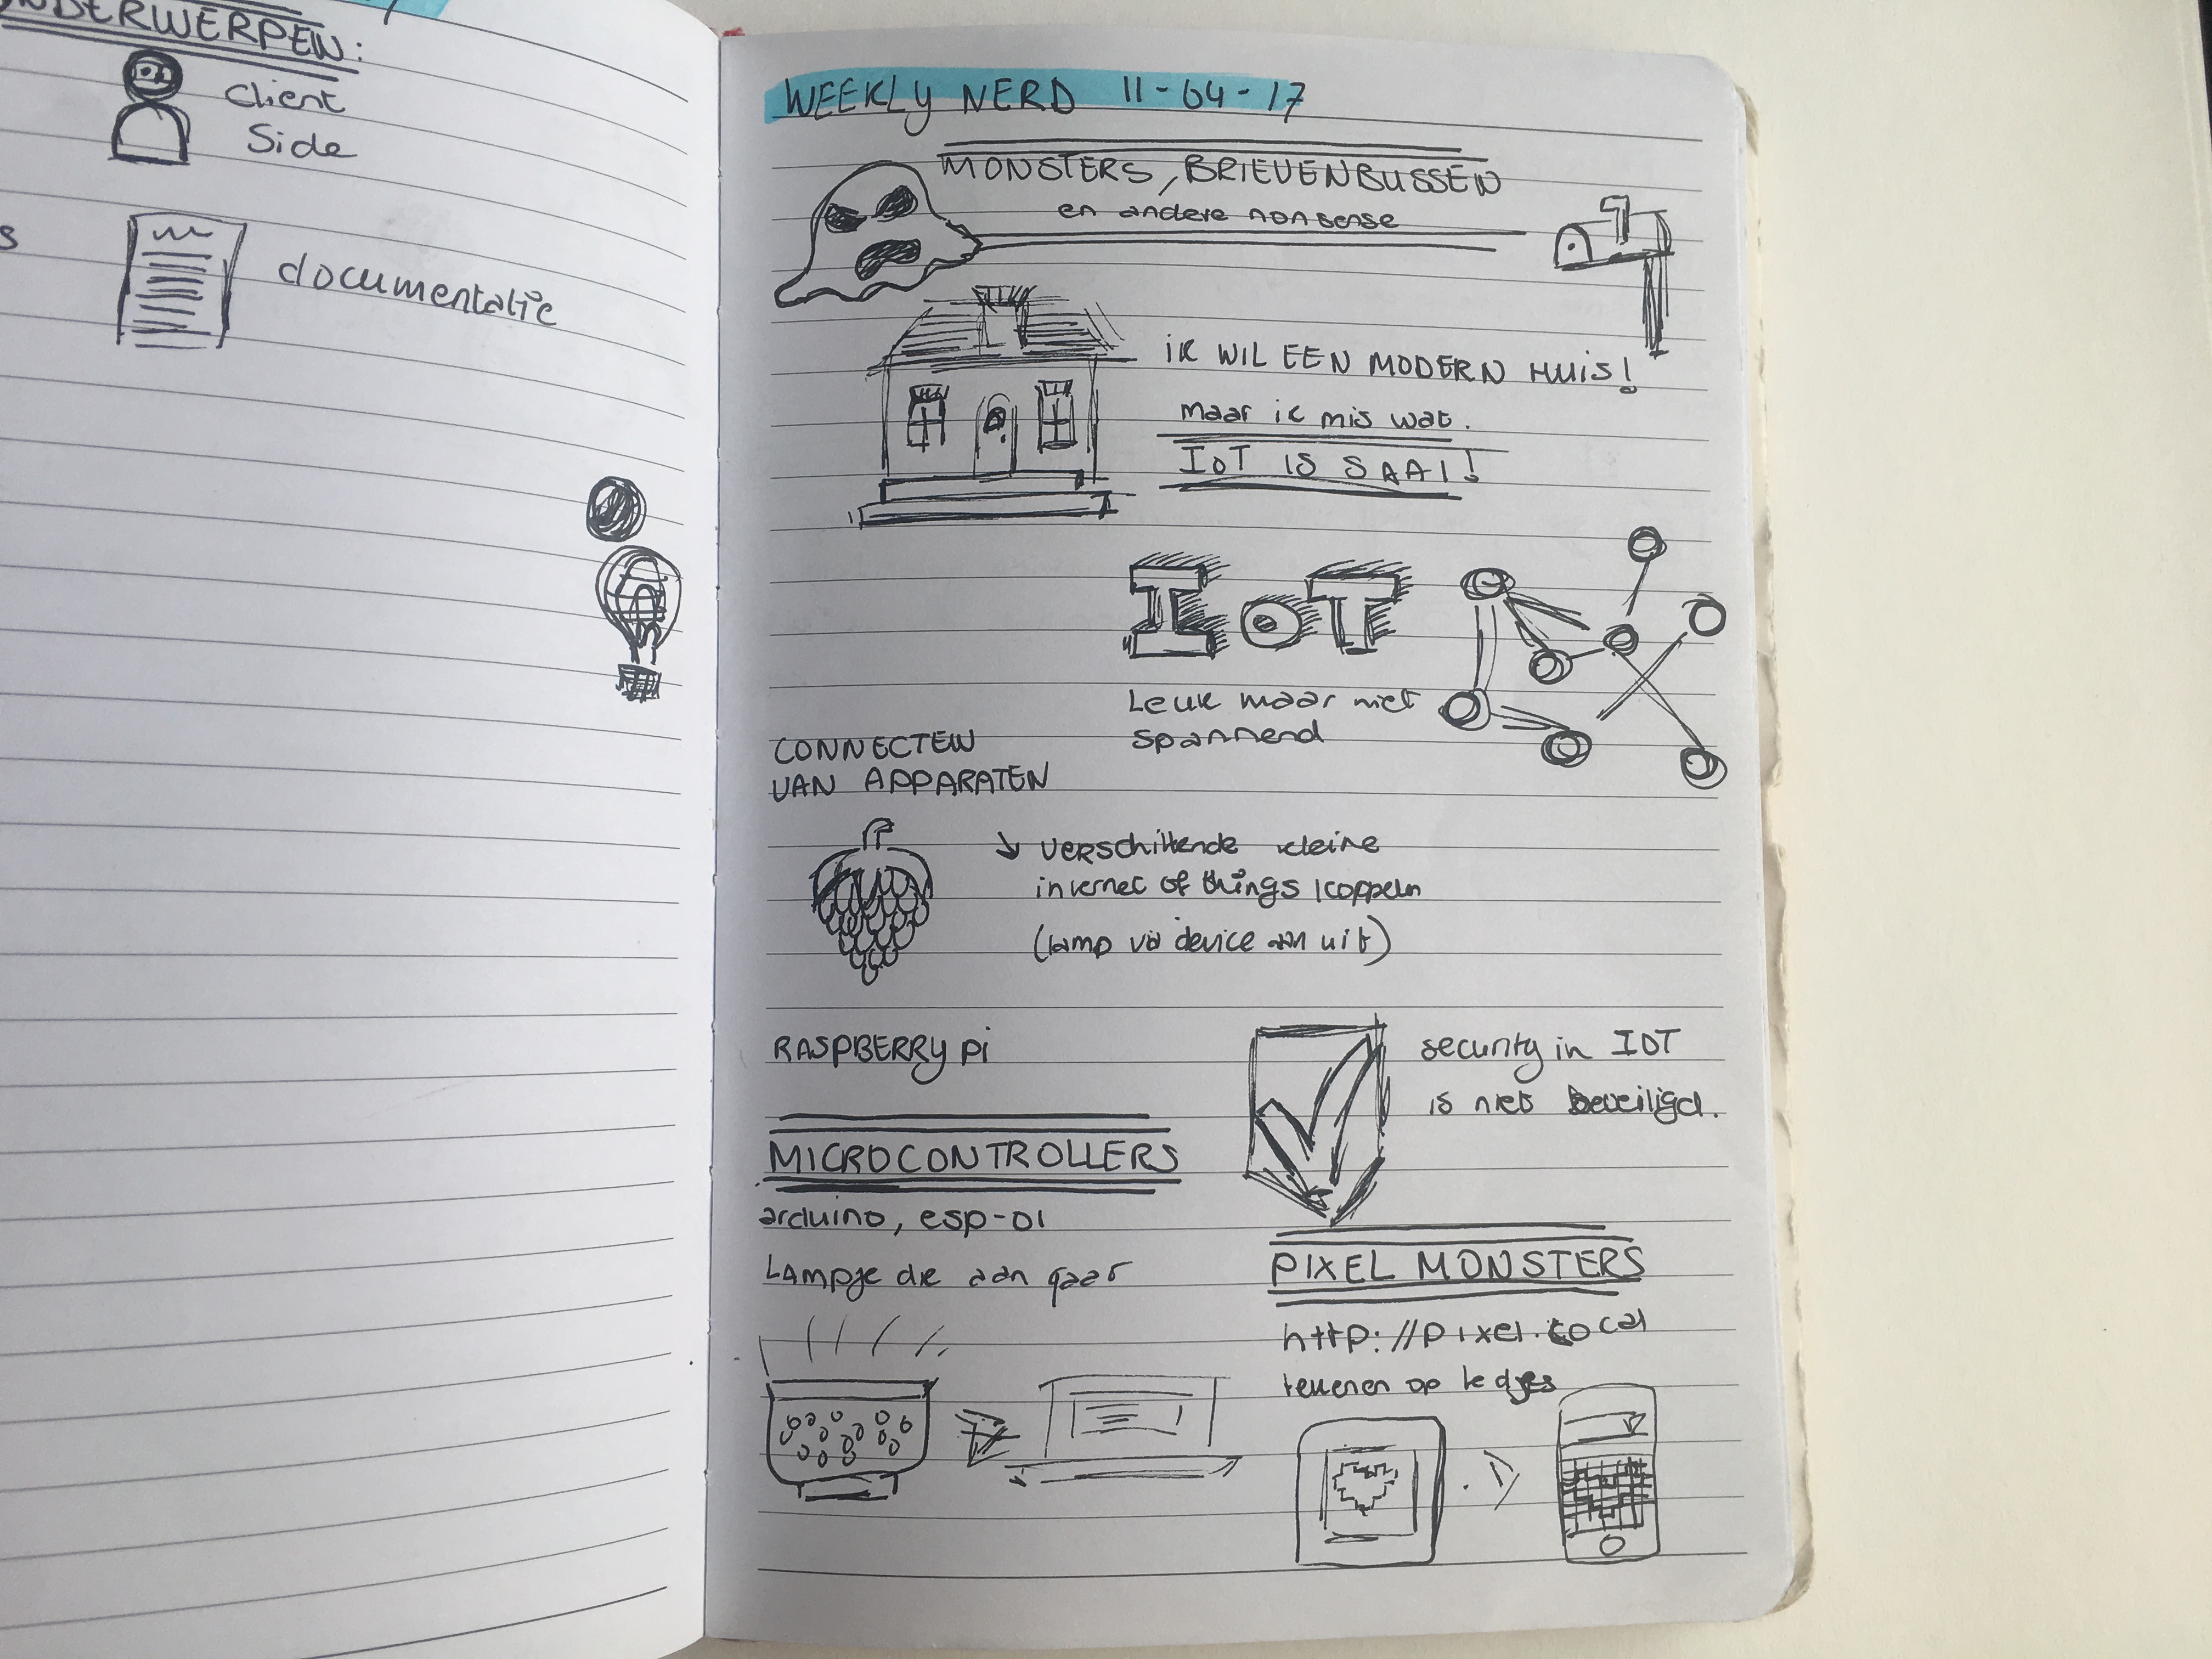 ONDERWERPEN:
Client
Side
s
documentatie
WEEKLY NERD 11-04-17
MONSTERS, BRIEVENBUSSEN
en andere nonsense
IK WIL EEN MODERN HUIS!
maar ik mis wat.
IOT IS SAAI!
IOT
Leuk maar niet
spannend
CONNECTEN
VAN APPARATEN
verschillende kleine
internet of things koppeln
(lamp via device aan uit)
RASPBERRY Pi
security in IOT
is niet beveiligd.
MICROCONTROLLERS
arduino, esp-01
Lampje die aan gaat
PIXEL MONSTERS
http://pixel.local
tekenen op ledjes